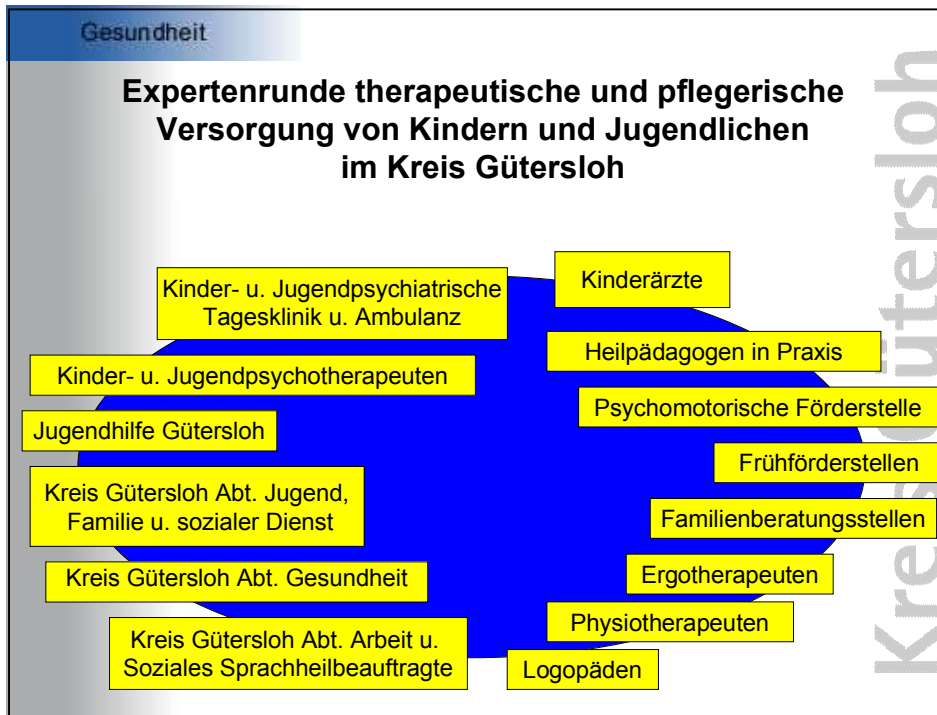 Gesundheit
Expertenrunde therapeutische und pflegerische
Versorgung von Kindern und Jugendlichen
im Kreis Gütersloh
Kinder- u. Jugendpsychiatrische
Tagesklinik u. Ambulanz
Kinder- u. Jugendpsychotherapeuten
Jugendhilfe Gütersloh
Kreis Gütersloh Abt. Jugend,
Familie u. sozialer Dienst
Kreis Gütersloh Abt. Gesundheit
Kreis Gütersloh Abt. Arbeit u.
Soziales Sprachheilbeauftragte
Kinderärzte
Heilpädagogen in Praxis
Psychomotorische Förderstelle
Frühförderstellen
Familienberatungsstellen
Ergotherapeuten
Physiotherapeuten
Logopäden
Kreis Gütersloh